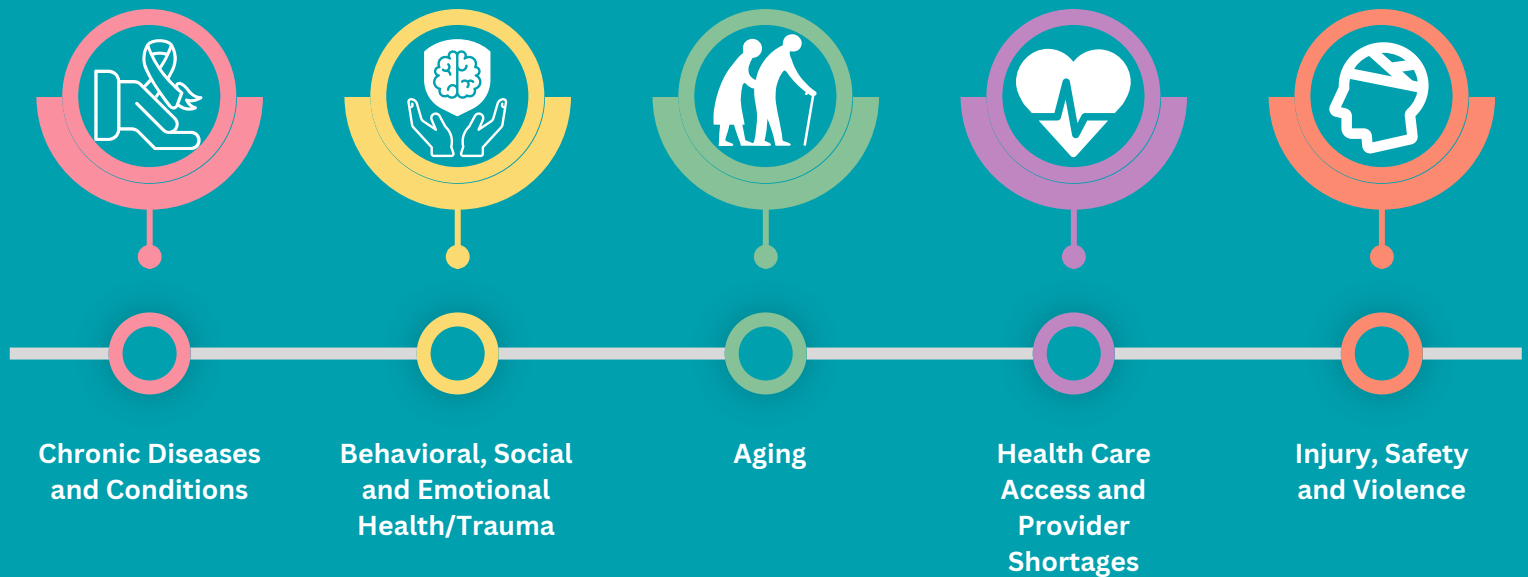 Chronic Diseases
and Conditions
Behavioral, Social
and Emotional
Health/Trauma
Aging
Health Care
Access and
Provider
Shortages
Injury, Safety
and Violence